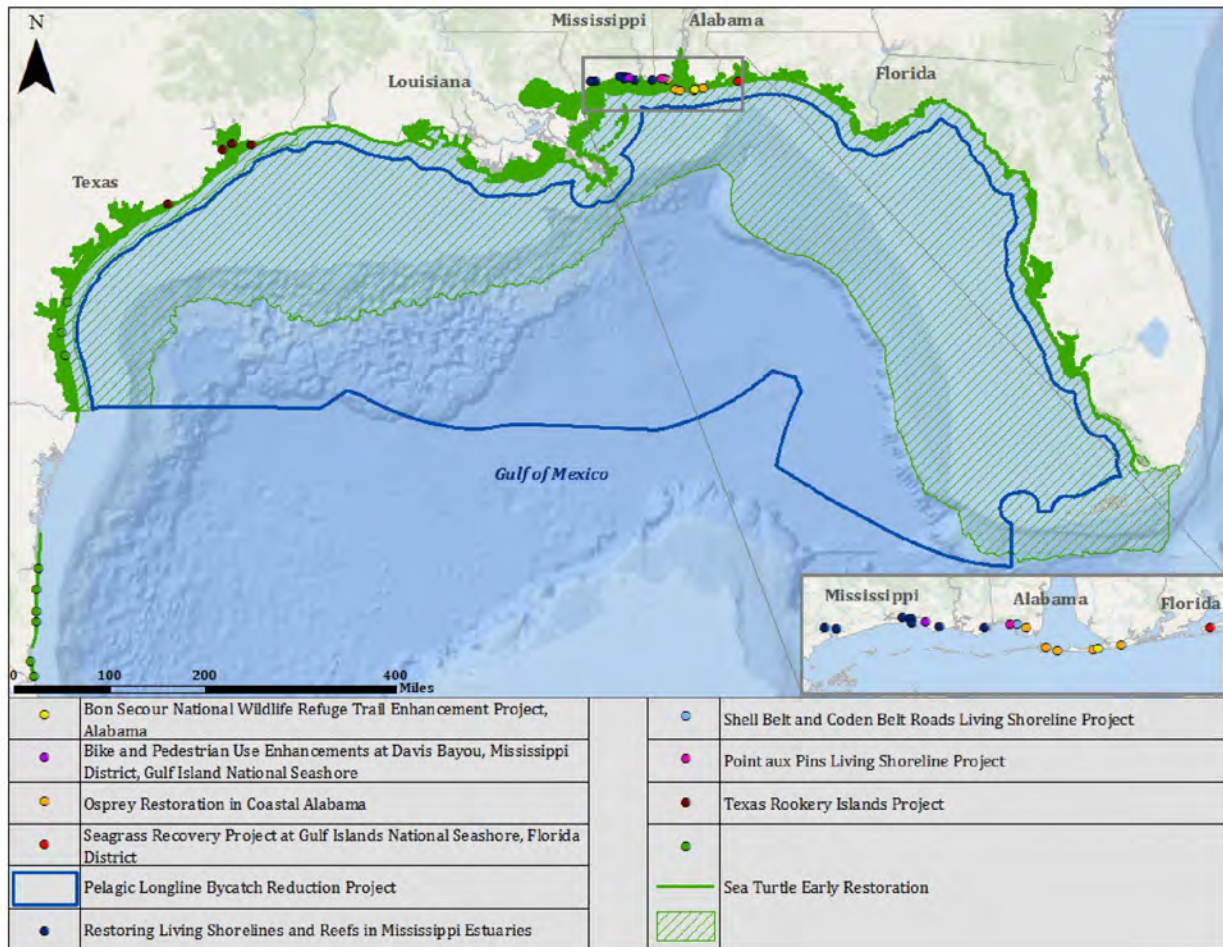 N
Mississippi Alabama
Louisiana
Florida
Texas
Gulf of Mexico
Mississippi Alabama Florida
0 100 200 400
Miles
Bon Secour National Wildlife Refuge Trail Enhancement Project,
Alabama
Bike and Pedestrian Use Enhancements at Davis Bayou, Mississippi
District, Gulf Island National Seashore
Osprey Restoration in Coastal Alabama
Seagrass Recovery Project at Gulf Islands National Seashore, Florida
District
Pelagic Longline Bycatch Reduction Project
Restoring Living Shorelines and Reefs in Mississippi Estuaries
Shell Belt and Coden Belt Roads Living Shoreline Project
Point aux Pins Living Shoreline Project
Texas Rookery Islands Project
Sea Turtle Early Restoration